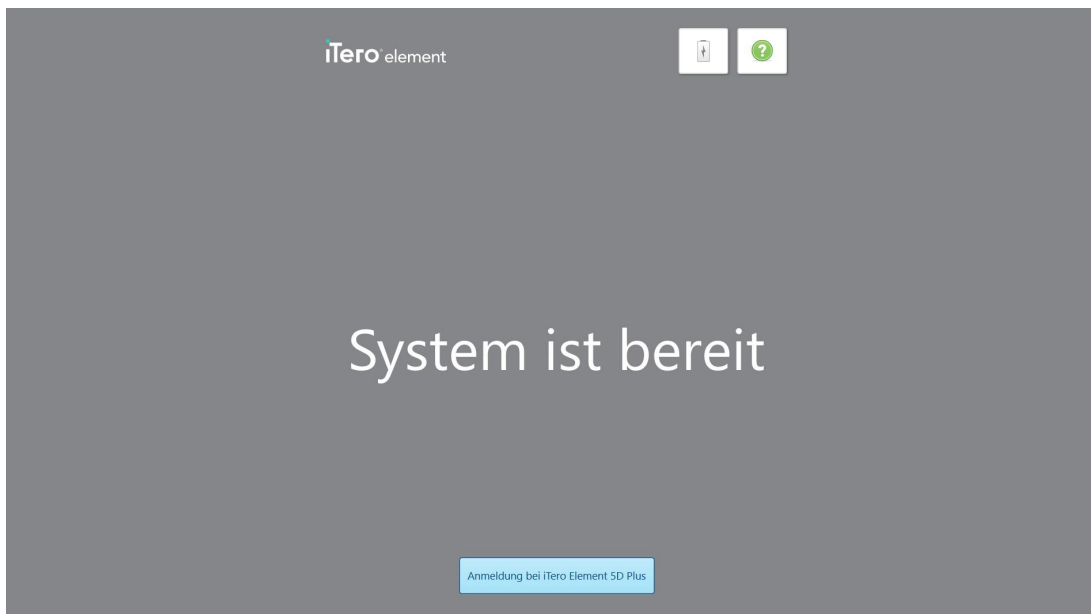 iTero element
System ist bereit
Anmeldung bei iTero Element 5D Plus